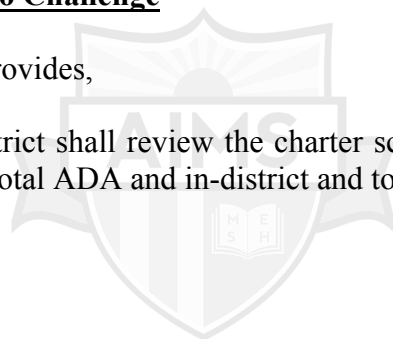 o Challenge
rovides,
trict shall review the charter sc
otal ADA and in-district and to
AIMS
M E
S H